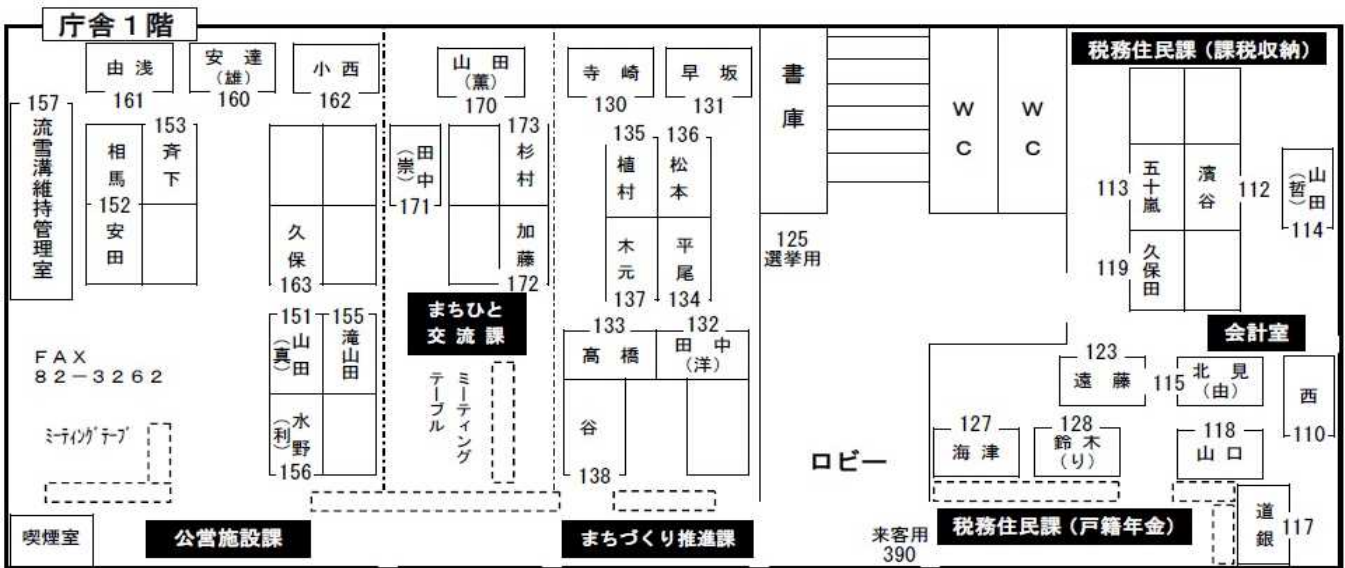 庁舎１階
由浅
161
安達
(雄)
160
小西
162
157
流雪溝維持管理室
相馬
152
153
斉下
安田
久保
163
151
山田
(真)
155
滝山田
水野
(利)
156
FAX
82－3262
ﾐｰﾃｨﾝｸﾞﾃｰﾌﾞ
喫煙室
公営施設課
山田
(薫)
170
田中
(崇)
171
173
杉村
加藤
172
まちひと
交流課
ミーティング
テーブル
寺崎
130
早坂
131
135
植村
136
松本
木元
137
平尾
134
133
髙橋
132
田中
(洋)
谷
138
まちづくり推進課
書庫
125
選挙用
WC
WC
ロビー
来客用
390
税務住民課(課税収納)
113
五十嵐
濱谷
112
山田
(哲)
114
119
久保田
会計室
123
遠藤
115
北見
(由)
西
110
127
海津
128
鈴木
(り)
118
山口
税務住民課(戸籍年金)
道銀
117